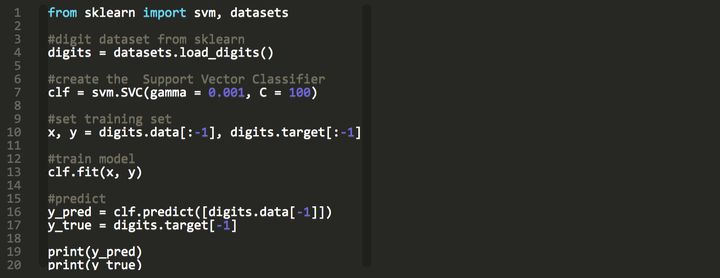 1 from sklearn import svm, datasets
2
3 #digit dataset from sklearn
4 digits = datasets.load_digits()
5
6 #create the  Support Vector Classifier
7 clf = svm.SVC(gamma = 0.001, C = 100)
8
9 #set training set
10 x, y = digits.data[:-1], digits.target[:-1]
11
12 #train model
13 clf.fit(x, y)
14
15 #predict
16 y_pred = clf.predict([digits.data[-1]])
17 y_true = digits.target[-1]
18
19 print(y_pred)
20 print(y_true)